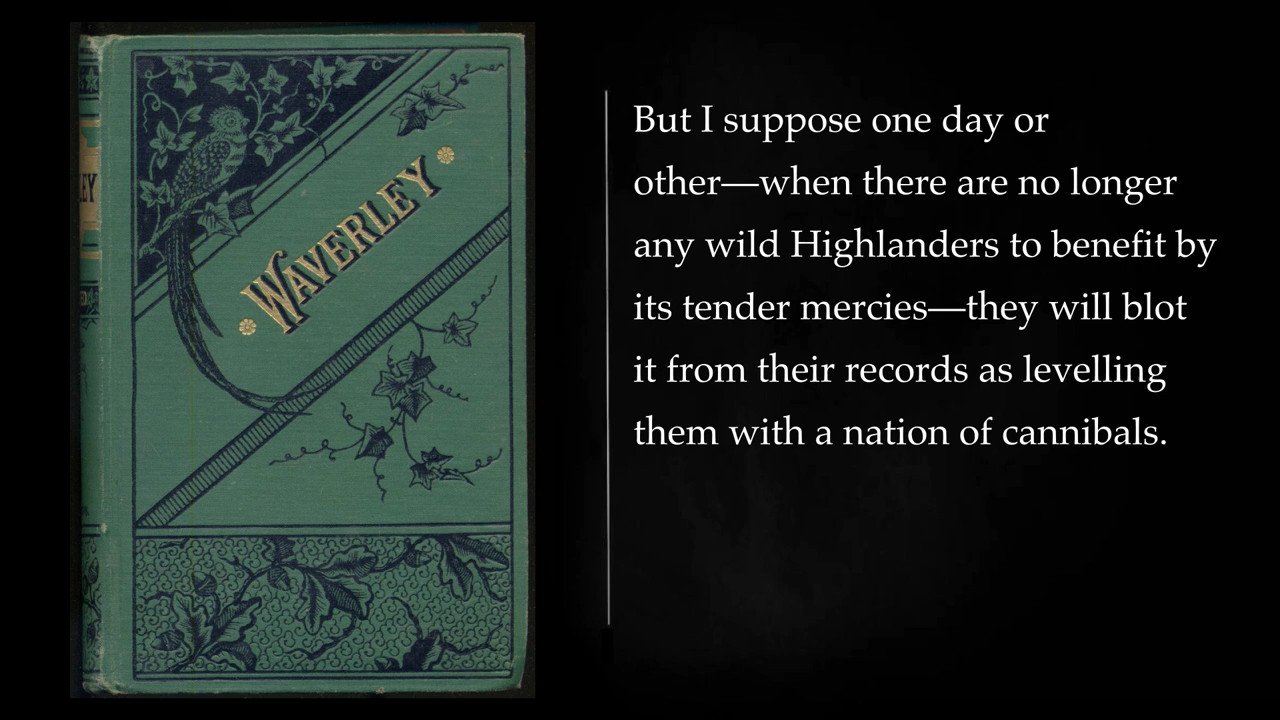 WAVERLEY
EY
But I suppose one day or
other—when there are no longer
any wild Highlanders to benefit by
its tender mercies—they will blot
it from their records as levelling
them with a nation of cannibals.